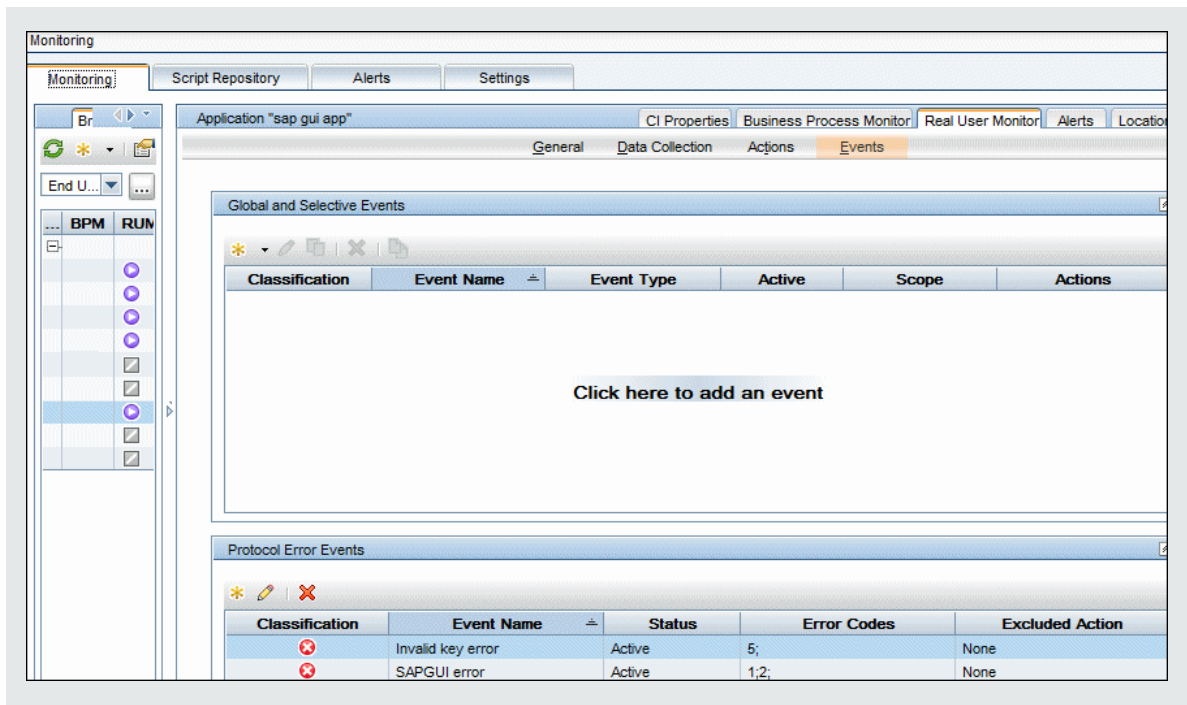 Monitoring
Monitoring Script Repository Alerts Settings
Br
Application "sap gui app" CI Properties Business Process Monitor Real User Monitor Alerts Location
General Data Collection Actions Events
End U... ...
Global and Selective Events
... BPM RUM
Classification Event Name Event Type Active Scope Actions
Click here to add an event
Protocol Error Events
Classification Event Name Status Error Codes Excluded Action
Invalid key error Active 5; None
SAPGUI error Active 1;2; None